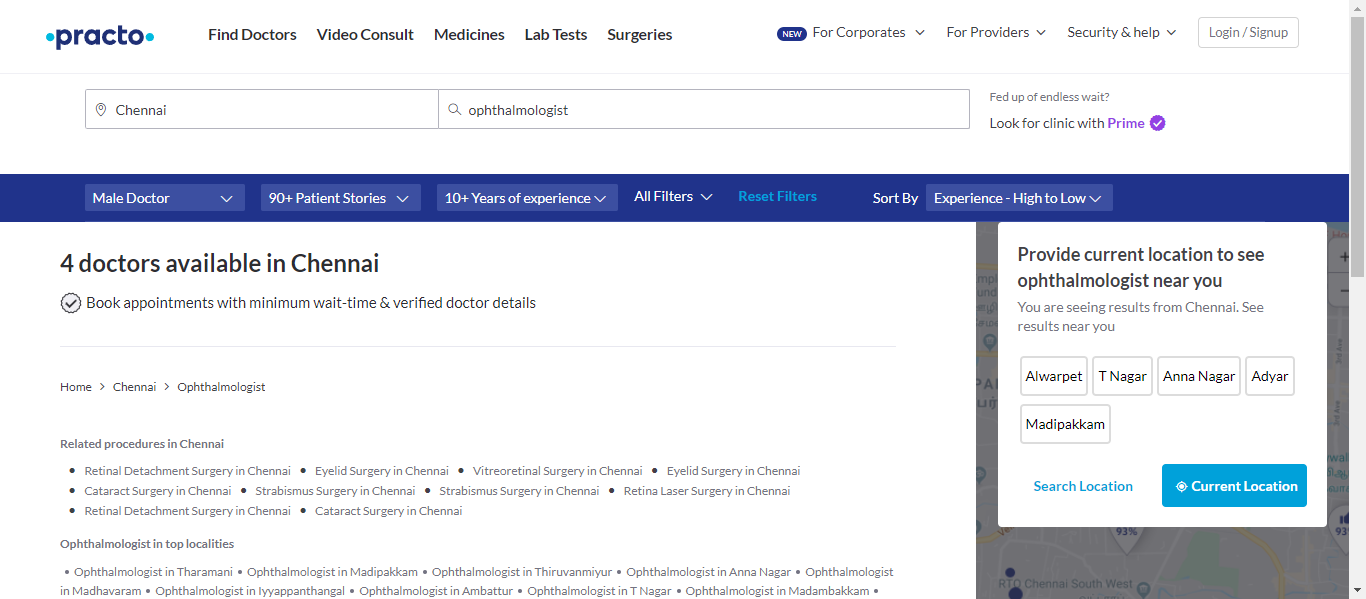 practo
Find Doctors Video Consult Medicines Lab Tests Surgeries
NEW For Corporates For Providers Security & help Login / Signup
Chennai ophthalmologist
Fed up of endless wait?
Look for clinic with Prime
Male Doctor 90+ Patient Stories 10+ Years of experience All Filters Reset Filters Sort By Experience - High to Low
4 doctors available in Chennai
Book appointments with minimum wait-time & verified doctor details
Home > Chennai > Ophthalmologist
Related procedures in Chennai
• Retinal Detachment Surgery in Chennai • Eyelid Surgery in Chennai • Vitreoretinal Surgery in Chennai • Eyelid Surgery in Chennai
• Cataract Surgery in Chennai • Strabismus Surgery in Chennai • Strabismus Surgery in Chennai • Retina Laser Surgery in Chennai
• Retinal Detachment Surgery in Chennai • Cataract Surgery in Chennai
Ophthalmologist in top localities
• Ophthalmologist in Tharamani • Ophthalmologist in Madipakkam • Ophthalmologist in Thiruvanmiyur • Ophthalmologist in Anna Nagar • Ophthalmologist
in Madhavaram • Ophthalmologist in Iyyappanthangal • Ophthalmologist in Ambattur • Ophthalmologist in T Nagar • Ophthalmologist in Madambakkam •
Provide current location to see
ophthalmologist near you
You are seeing results from Chennai. See
results near you
Alwarpet T Nagar Anna Nagar Adyar
Madipakkam
Search Location Current Location
93%
RTO Chennai South West